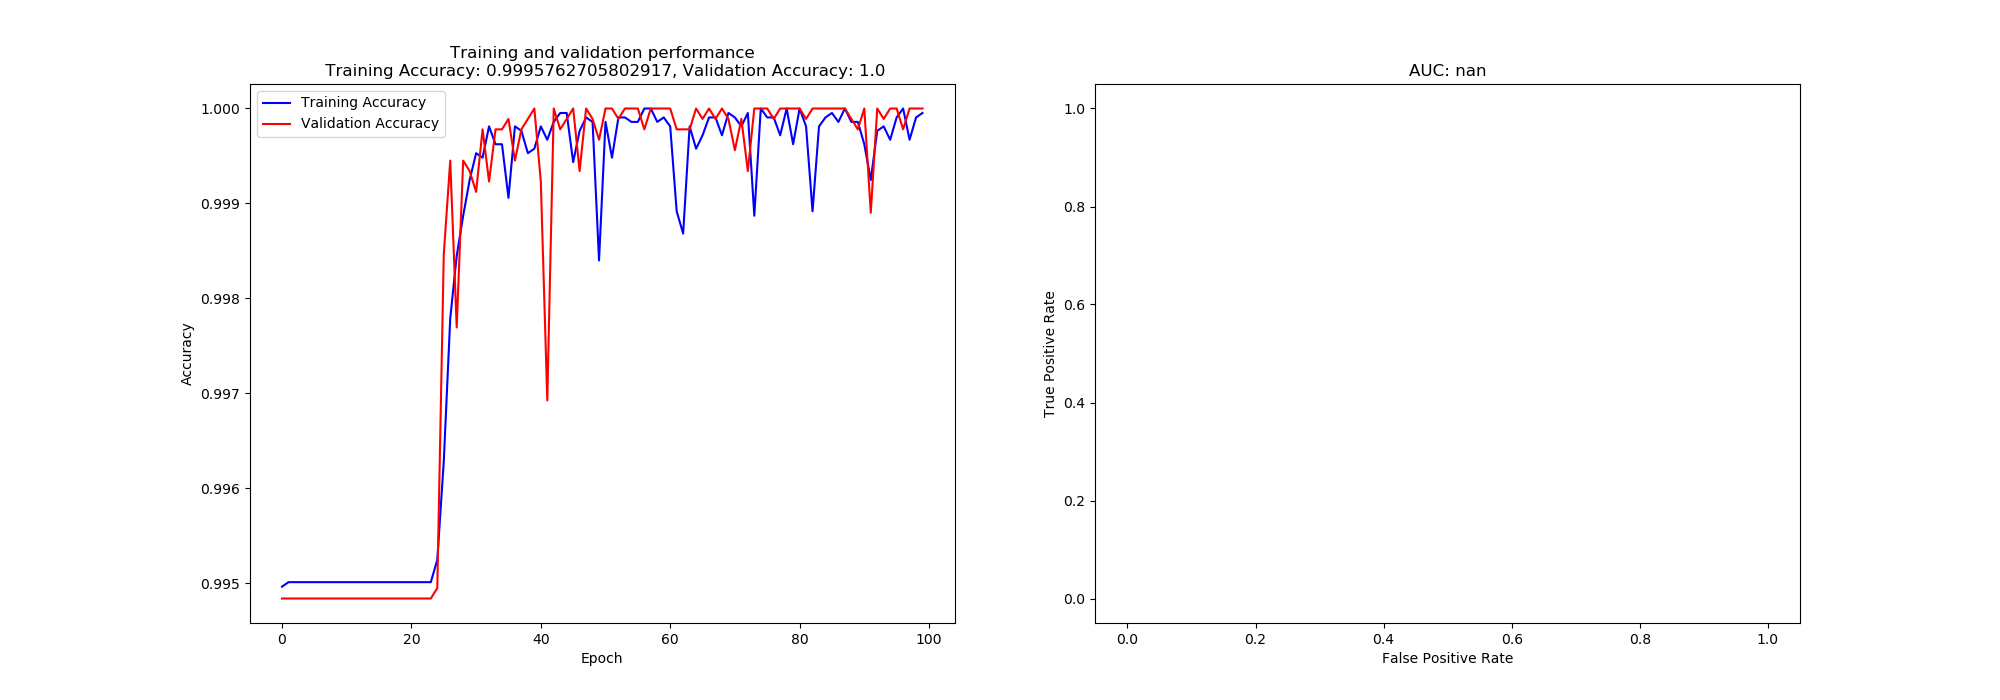 Training and validation performance
Training Accuracy: 0.9995762705802917, Validation Accuracy: 1.0
Training Accuracy
Validation Accuracy
1.000
0.999
0.998
0.997
0.996
0.995
Accuracy
0
20
40
60
80
100
Epoch
AUC: nan
1.0
0.8
0.6
0.4
0.2
0.0
True Positive Rate
0.0
0.2
0.4
0.6
0.8
1.0
False Positive Rate